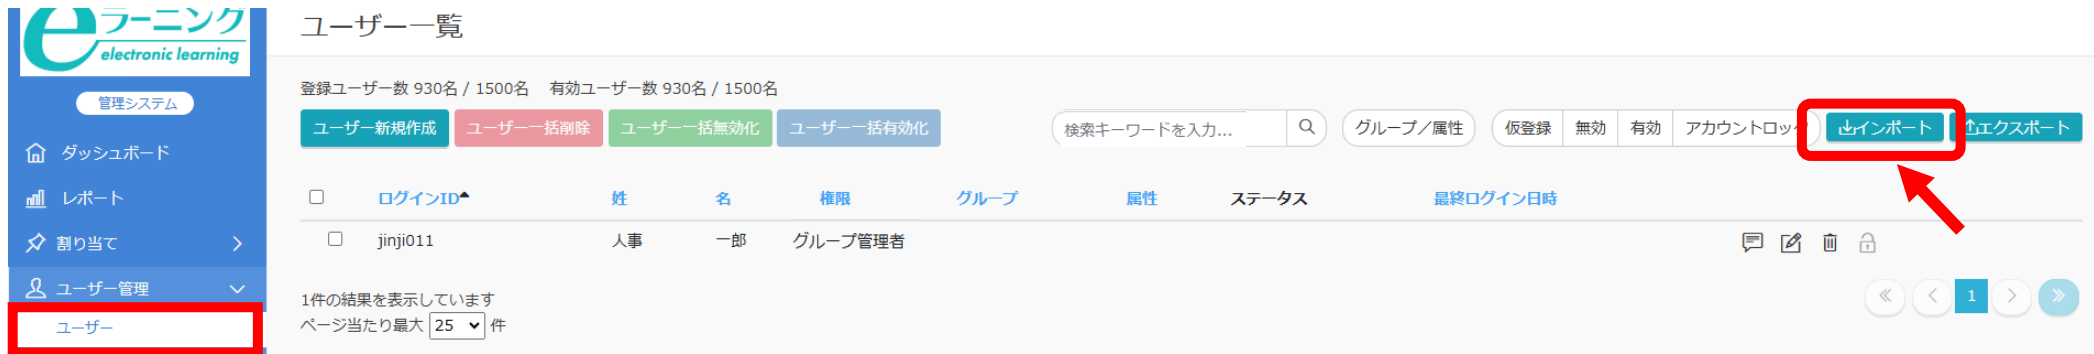 eラーニング
electronic learning
管理システム
ダッシュボード
レポート
割り当て
ユーザー管理
ユーザー
ユーザー一覧
登録ユーザー数 930名 / 1500名 有効ユーザー数 930名 / 1500名
ユーザー新規作成 ユーザー一括削除 ユーザー一括無効化 ユーザー一括有効化 検索キーワードを入力... グループ／属性 仮登録 無効 有効 アカウントロック インポート エクスポート
ログインID 姓 名 権限 グループ 属性 ステータス 最終ログイン日時
jinji011 人事 一郎 グループ管理者
1件の結果を表示しています
ページ当たり最大 25 件
« ‹ 1 › »